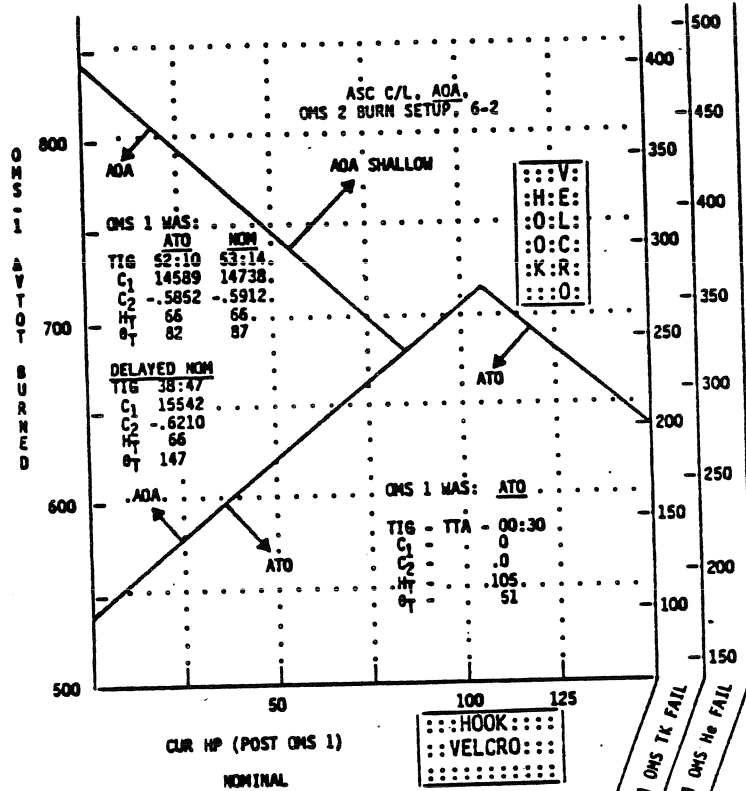 500
400
ASC C/L, AOA,
OMS 2 BURN SETUP, 6-2
450
800
AOA
AOA SHALLOW
350
V
HE
OL
OC
KR
O
400
OMS-1 ΔVTOT BURNED
OMS 1 WAS:
ATO NOM
TIG 52:10 53:14
C1 14589 14738
C2 -.5852 -.5912
HT 66 66
θT 82 87
300
350
700
250
DELAYED NOM
TIG 38:47
C1 15542
C2 -.6210
HT 66
θT 147
ATO
300
200
250
AOA
600
ATO
OMS 1 WAS: ATO
TIG - TTA - 00:30
C1 - 0
C2 - .0
HT - 105
θT - 51
150
200
100
150
500
50
100
125
CUR HP (POST OMS 1)
NOMINAL
HOOK
VELCRO
OMS TK FAIL
OMS He FAIL